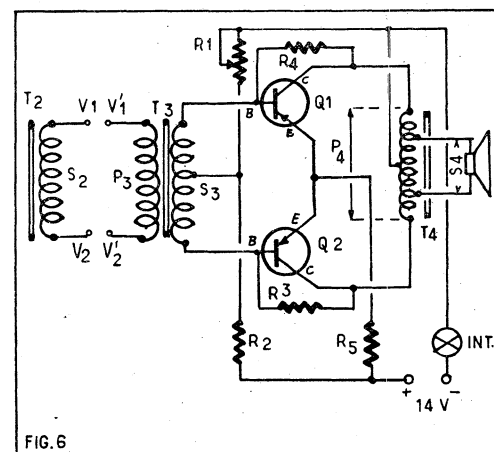 R1
R4
C
Q1
T2
V1
V'1
T3
B
E
P4
S2
P3
S3
S4
V2
V'2
E
B
Q2
C
T4
R3
R2
R5
INT.
+ 14 V -
FIG.6